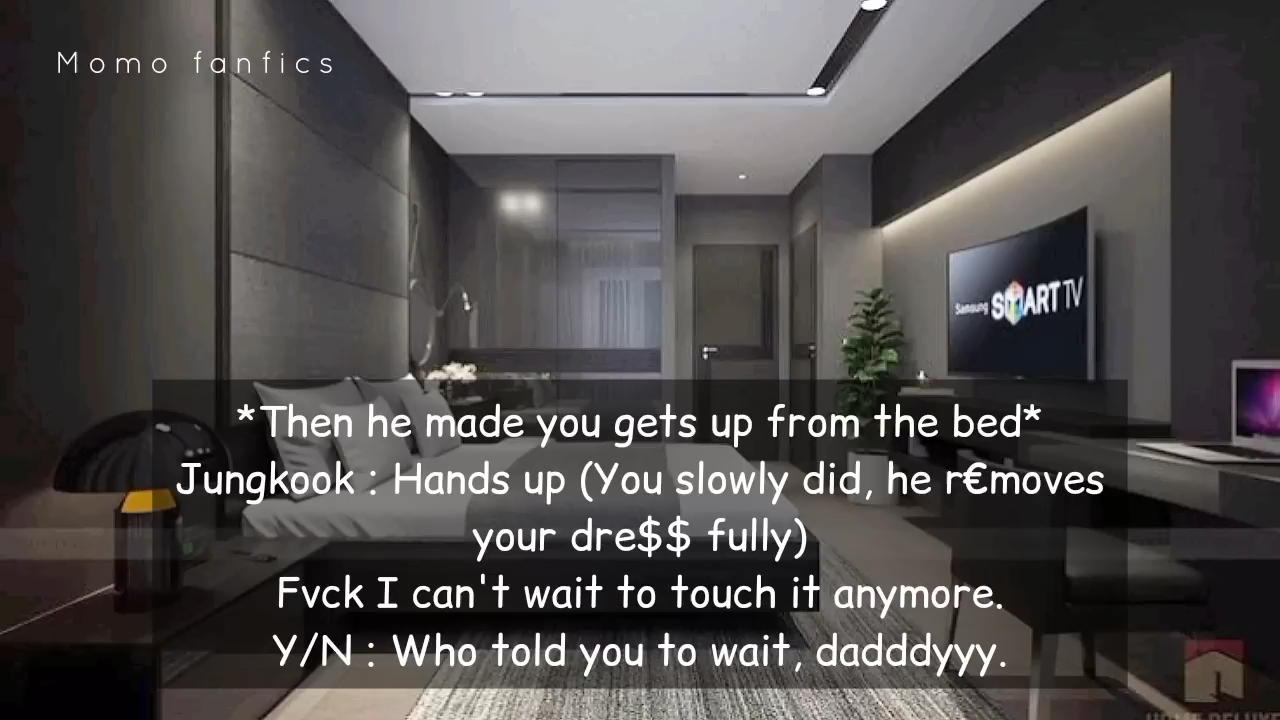 Momo fanfics
Samsung SMART TV
*Then he made you gets up from the bed*
Jungkook : Hands up (You slowly did, he r€moves
your dre$$ fully)
Fvck I can't wait to touch it anymore.
Y/N : Who told you to wait, dadddyyy.